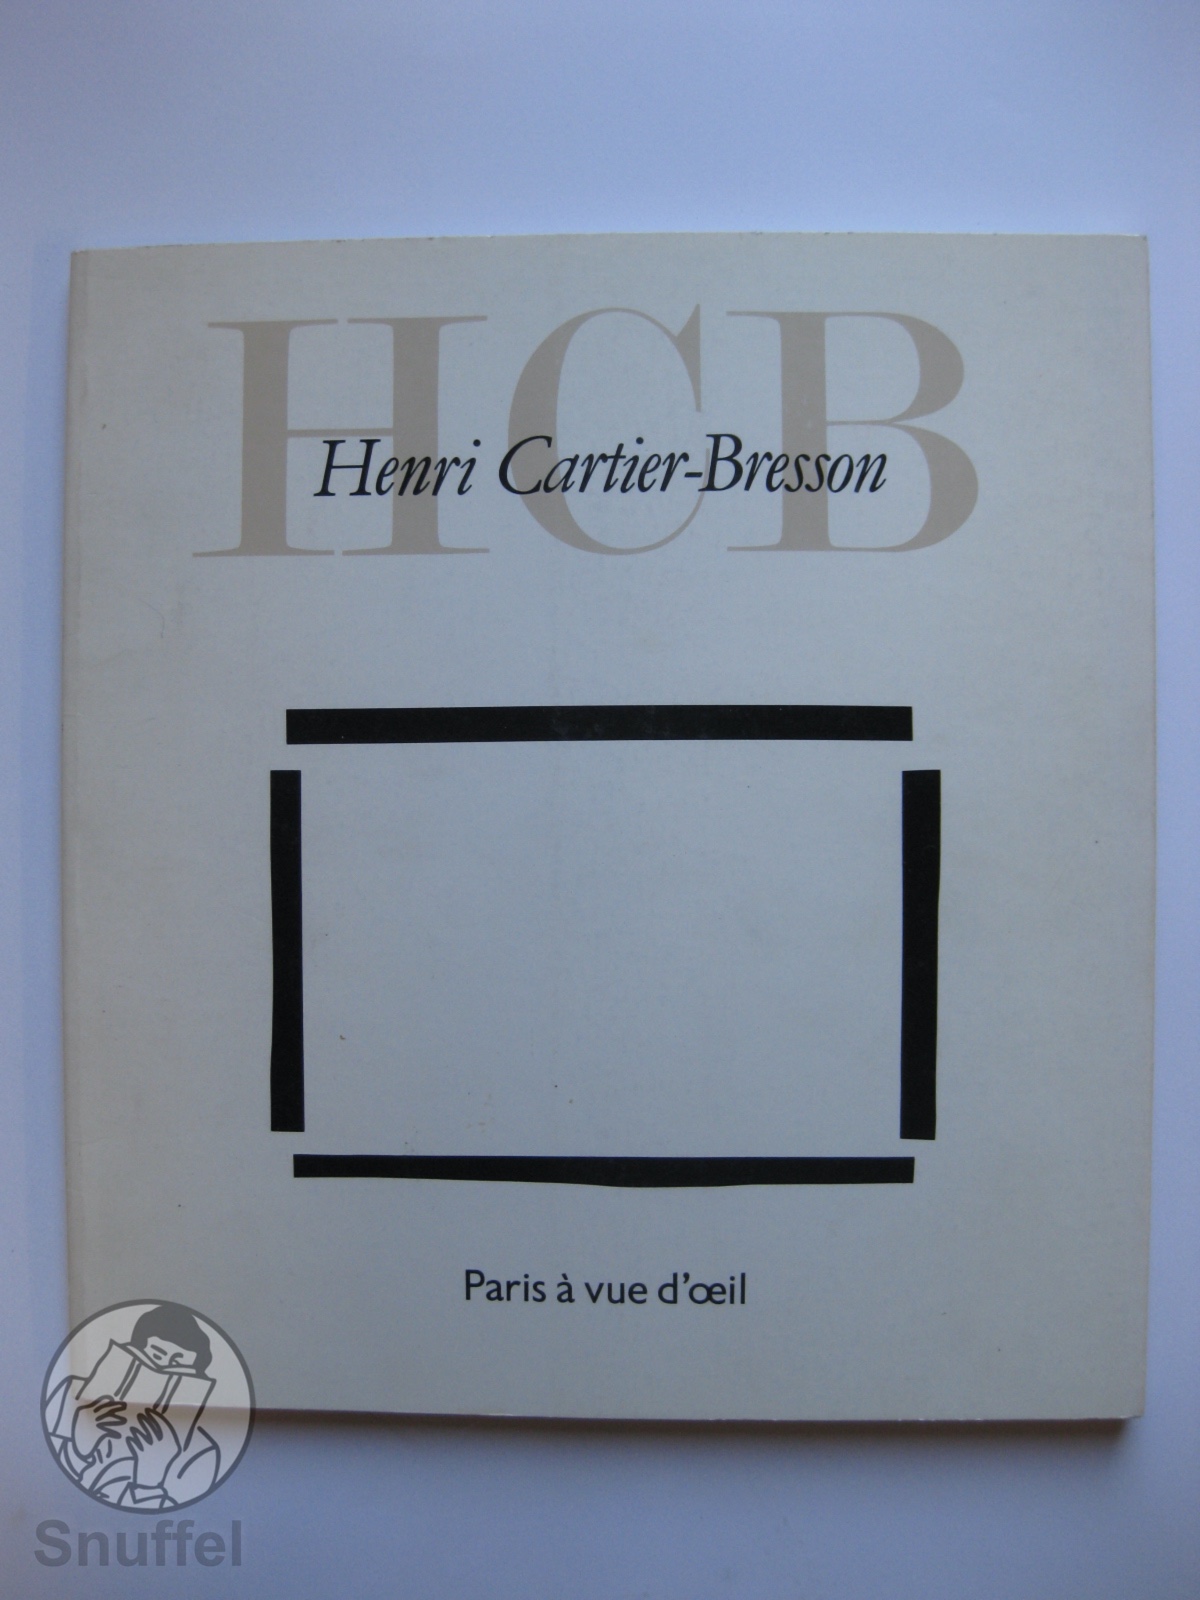 HCB
Henri Cartier-Bresson
Paris à vue d'œil
Snuffel